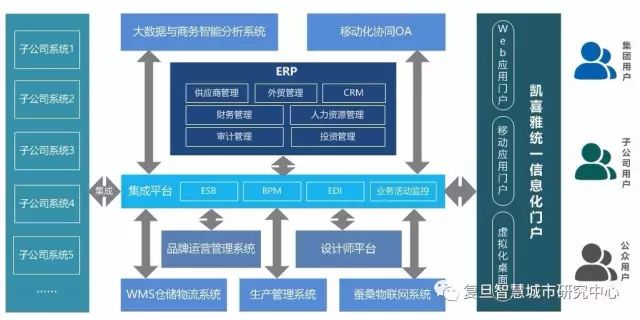 子公司系统1
子公司系统2
子公司系统3
子公司系统4
子公司系统5
......
集成
大数据与商务智能分析系统
移动化协同OA
ERP
供应商管理
外贸管理
CRM
财务管理
人力资源管理
审计管理
投资管理
集成平台
ESB
BPM
EDI
业务活动监控
品牌运营管理系统
设计师平台
WMS仓储物流系统
生产管理系统
蚕桑物联网系统
Web应用门户
移动应用门户
虚拟化桌面
凯喜雅统一信息化门户
集团用户
子公司用户
公众用户
复旦智慧城市研究中心